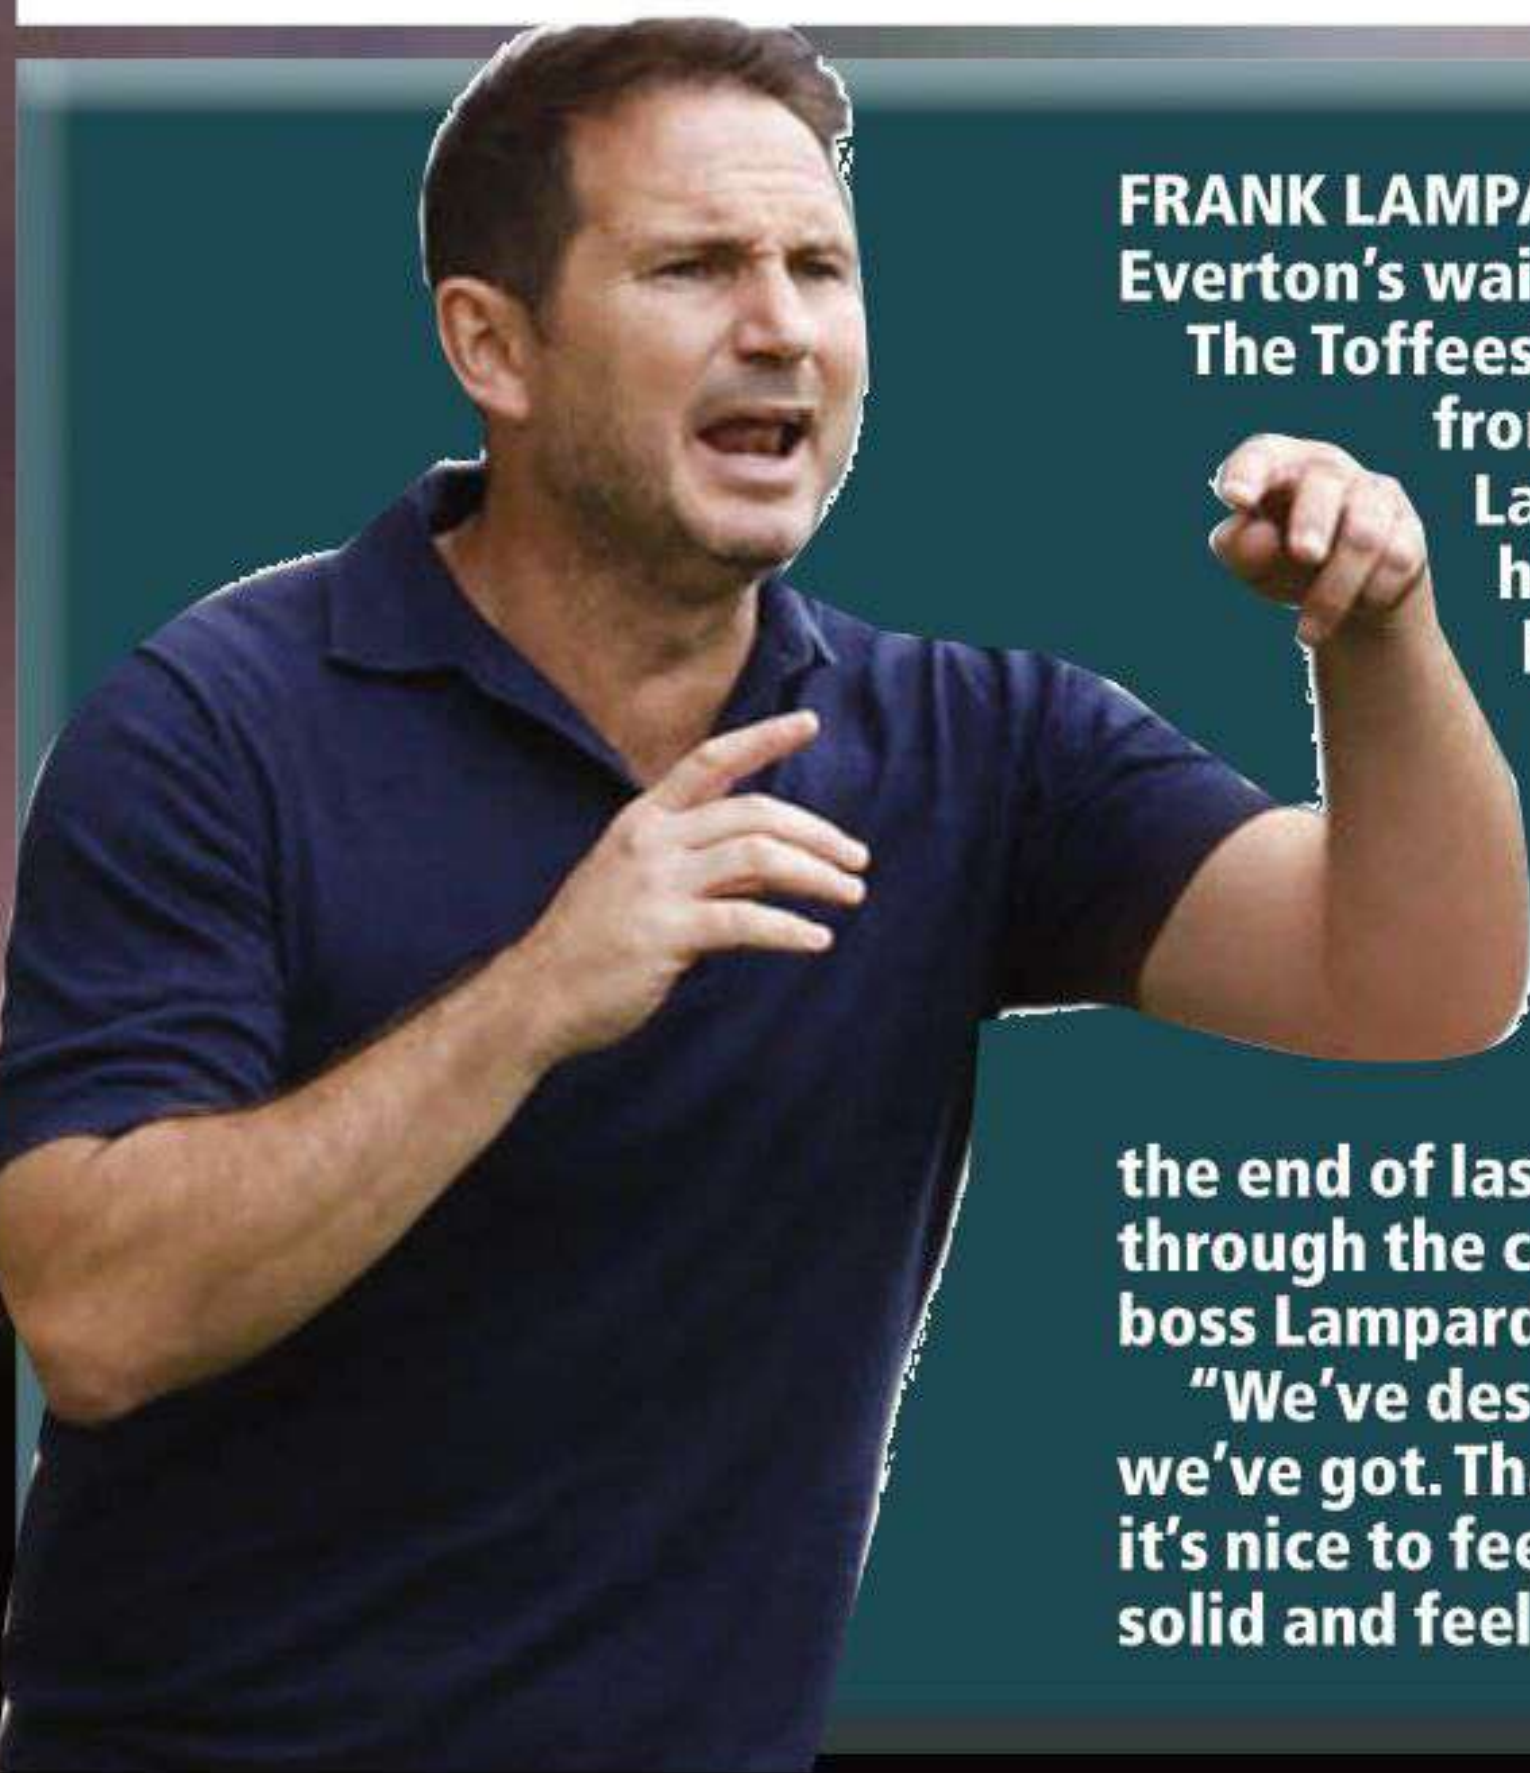 FRANK LAMPA
Everton’s wai
The Toffees
fro
La
h
the end of las
through the c
boss Lampard
“We’ve des
we’ve got. Th
it’s nice to fee
solid and feel